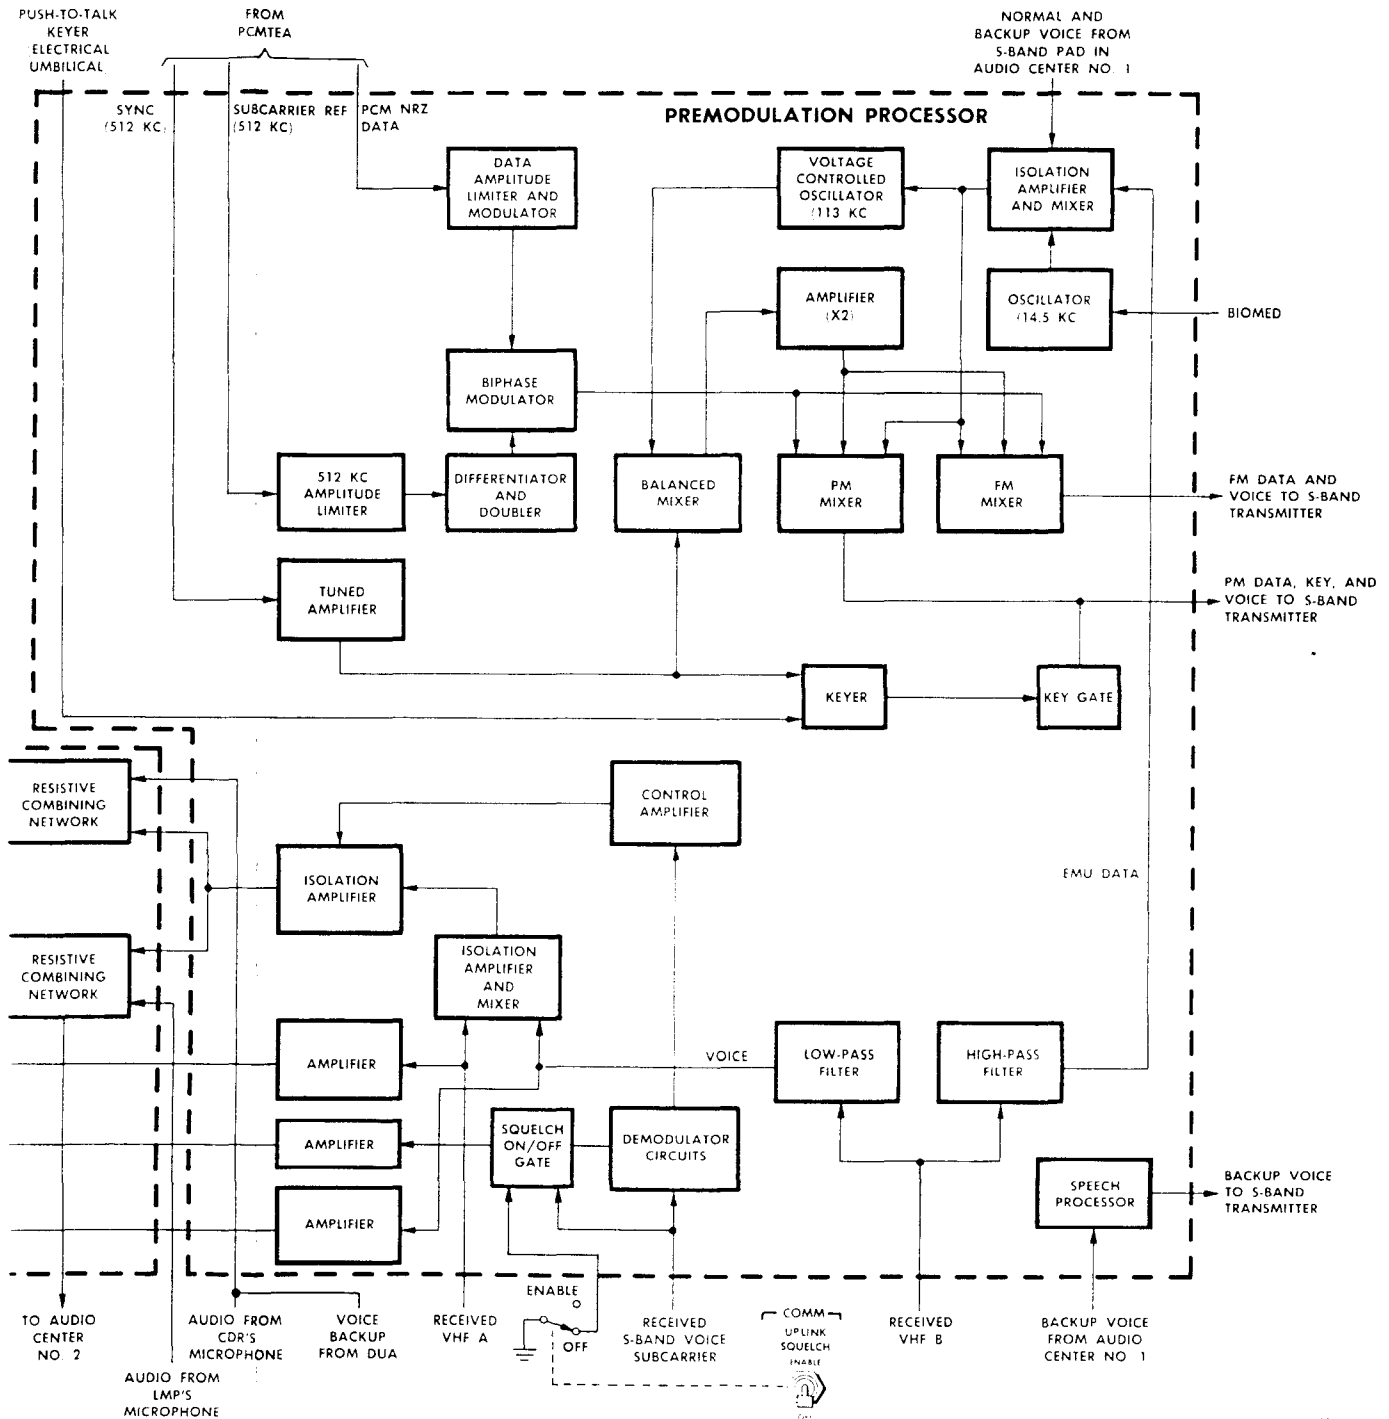 PUSH-TO-TALK
KEYER
ELECTRICAL
UMBILICAL
FROM
PCMTEA
NORMAL AND
BACKUP VOICE FROM
S-BAND PAD IN
AUDIO CENTER NO. 1
SYNC
(512 KC)
SUBCARRIER REF
(512 KC)
PCM NRZ
DATA
PREMODULATION PROCESSOR
DATA
AMPLITUDE
LIMITER AND
MODULATOR
VOLTAGE
CONTROLLED
OSCILLATOR
(113 KC
ISOLATION
AMPLIFIER
AND MIXER
AMPLIFIER
(X2)
OSCILLATOR
(14.5 KC
BIOMED
BIPHASE
MODULATOR
512 KC
AMPLITUDE
LIMITER
DIFFERENTIATOR
AND
DOUBLER
BALANCED
MIXER
PM
MIXER
FM
MIXER
FM DATA AND
VOICE TO S-BAND
TRANSMITTER
TUNED
AMPLIFIER
PM DATA, KEY, AND
VOICE TO S-BAND
TRANSMITTER
KEYER
KEY GATE
RESISTIVE
COMBINING
NETWORK
CONTROL
AMPLIFIER
ISOLATION
AMPLIFIER
EMU DATA
RESISTIVE
COMBINING
NETWORK
ISOLATION
AMPLIFIER
AND
MIXER
AMPLIFIER
VOICE
LOW-PASS
FILTER
HIGH-PASS
FILTER
AMPLIFIER
SQUELCH
ON/OFF
GATE
DEMODULATOR
CIRCUITS
AMPLIFIER
SPEECH
PROCESSOR
BACKUP VOICE
TO S-BAND
TRANSMITTER
TO AUDIO
CENTER
NO. 2
AUDIO FROM
CDR'S
MICROPHONE
VOICE
BACKUP
FROM DUA
RECEIVED
VHF A
ENABLE
OFF
RECEIVED
S-BAND VOICE
SUBCARRIER
COMM
UPLINK
SQUELCH
ENABLE
RECEIVED
VHF B
BACKUP VOICE
FROM AUDIO
CENTER NO. 1
AUDIO FROM
LMP'S
MICROPHONE